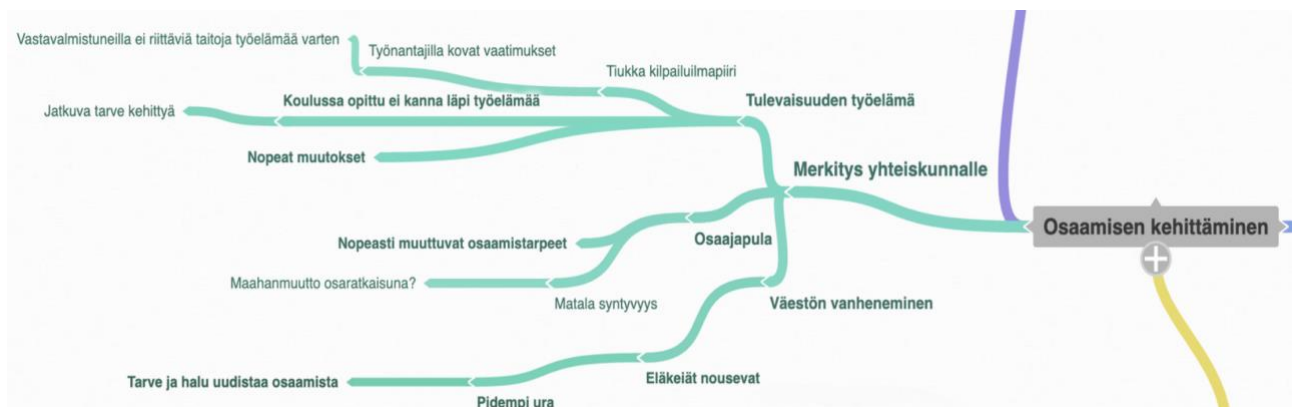 Vastavalmistuneilla ei riittäviä taitoja työelämää varten
Työnantajilla kovat vaatimukset
Tiukka kilpailuilmapiiri
Jatkuva tarve kehittyä
Koulussa opittu ei kanna läpi työelämää
Tulevaisuuden työelämä
Nopeat muutokset
Merkitys yhteiskunnalle
Osaamisen kehittäminen
Nopeasti muuttuvat osaamistarpeet
Osaajapula
Maahanmuutto osaratkaisuna?
Matala syntyvyys
Väestön vanheneminen
Tarve ja halu uudistaa osaamista
Eläkeiät nousevat
Pidempi ura